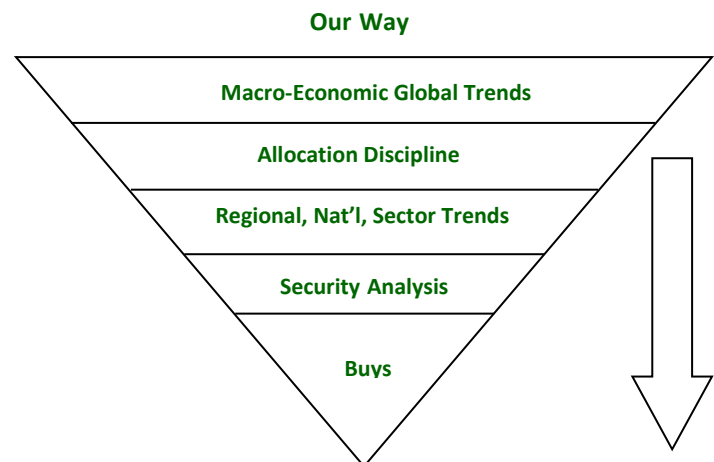 Our Way
Macro-Economic Global Trends
Allocation Discipline
Regional, Nat’l, Sector Trends
Security Analysis
Buys